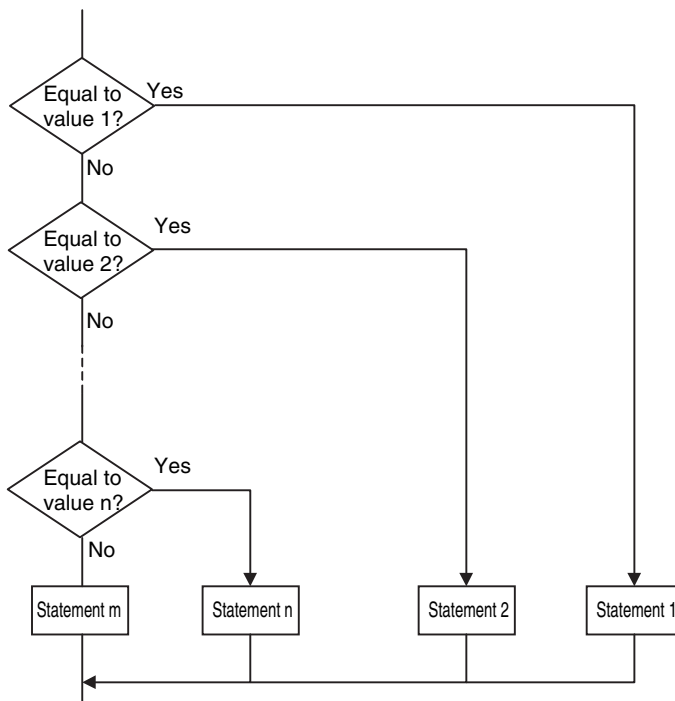 Equal to
value 1?
Yes
No
Equal to
value 2?
Yes
No
Equal to
value n?
Yes
No
Statement m
Statement n
Statement 2
Statement 1